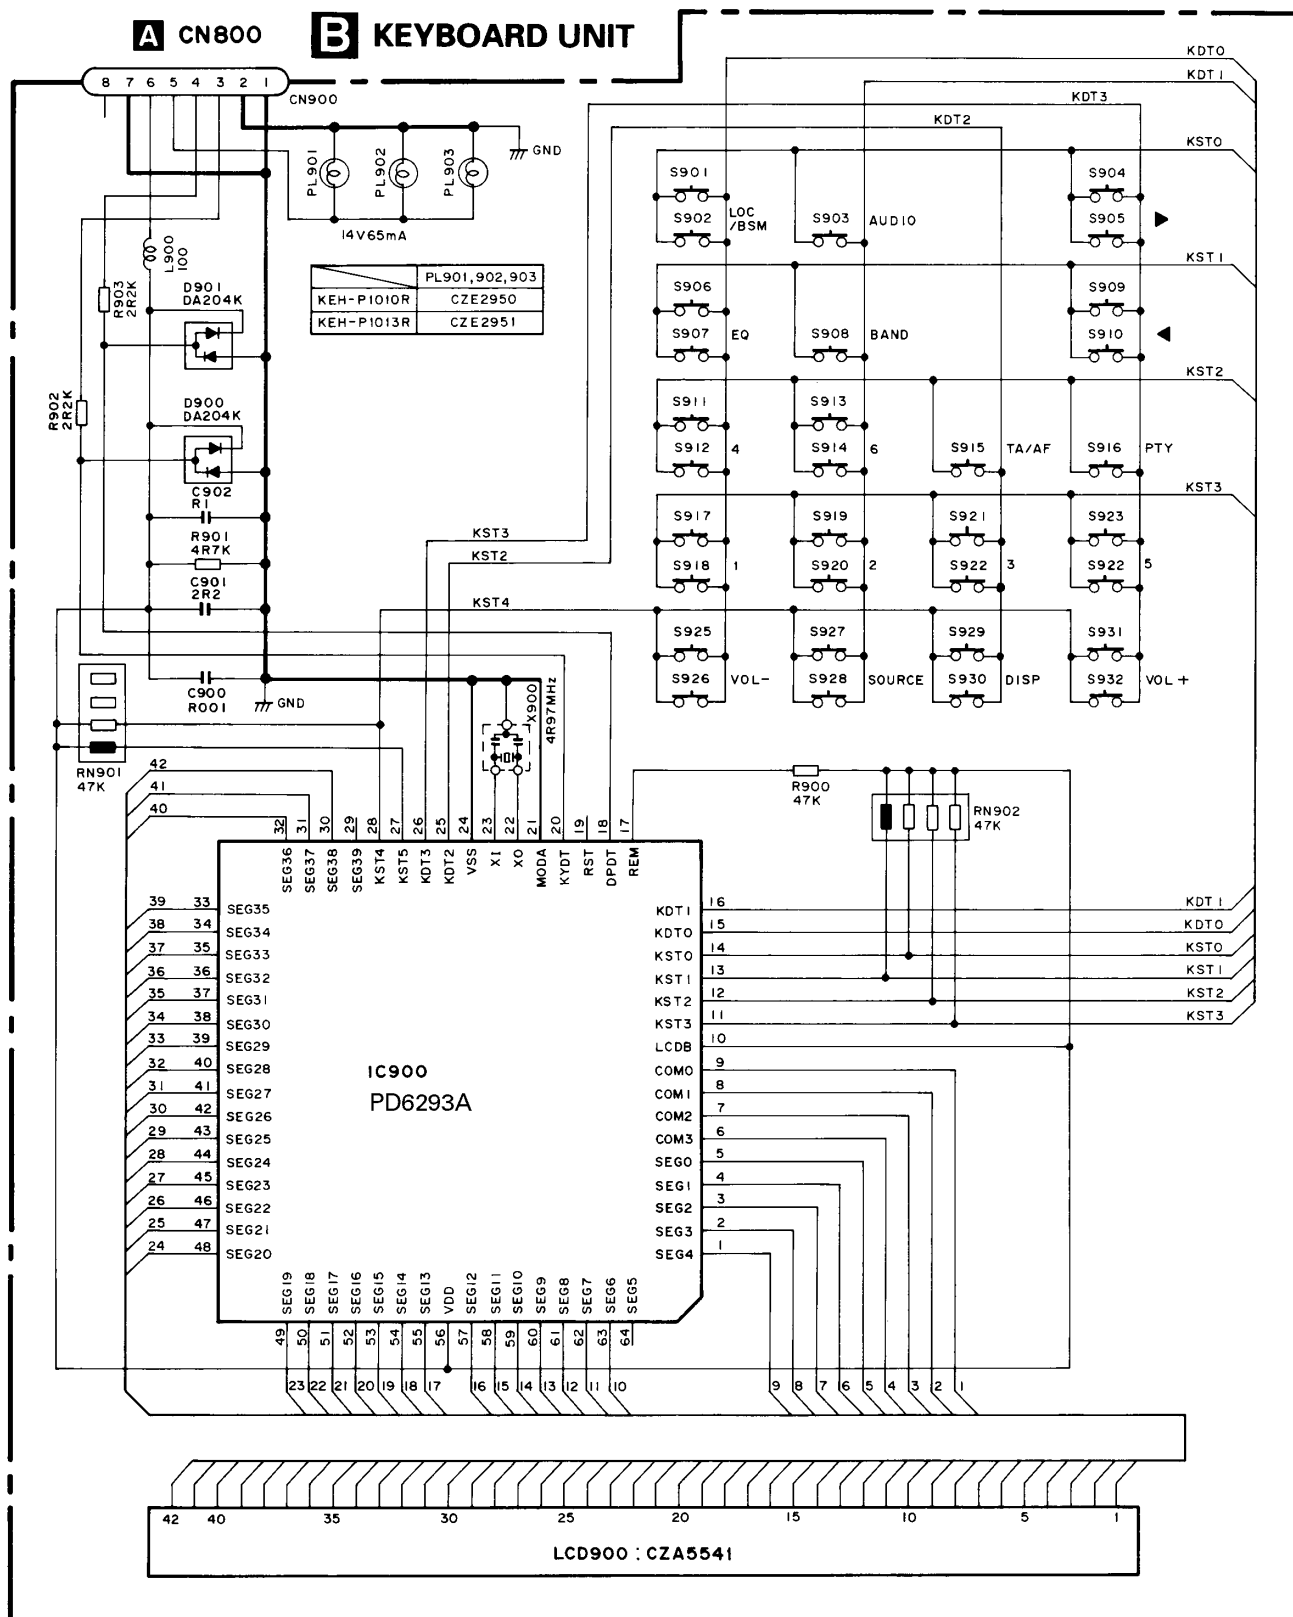 A CN800 B KEYBOARD UNIT
8 7 6 5 4 3 2 1
CN900
KDT0
KDT1
KDT3
KDT2
KST0
GND
PL901 PL902 PL903
14V65mA
PL901,902,903
KEH-P1010R CZE2950
KEH-P1013R CZE2951
L900
100
R903
2R2K
D901
DA204K
R902
2R2K
D900
DA204K
C902
R1
R901
4R7K
C901
2R2
C900
R001
GND
S901 S904
S902 LOC
/BSM S903 AUDIO S905 ▶
KST1
S906 S909
S907 EQ S908 BAND S910 ◀
KST2
S911 S913
S912 4 S914 6 S915 TA/AF S916 PTY
KST3
S917 S919 S921 S923
S918 1 S920 2 S922 3 S922 5
KST3
KST2
KST4
S925 S927 S929 S931
S926 VOL- S928 SOURCE S930 DISP S932 VOL+
X900
4R97MHz
RN901
47K
R900
47K
RN902
47K
42
41
40
32 31 30 29 28 27 26 25 24 23 22 21 20 19 18 17
SEG36 SEG37 SEG38 SEG39 KST4 KST5 KDT3 KDT2 VSS XI XO MODA KYDT RST DPDT REM
39 33 SEG35
38 34 SEG34
37 35 SEG33
36 36 SEG32
35 37 SEG31
34 38 SEG30
33 39 SEG29
32 40 SEG28
31 41 SEG27
30 42 SEG26
29 43 SEG25
28 44 SEG24
27 45 SEG23
26 46 SEG22
25 47 SEG21
24 48 SEG20
IC900
PD6293A
KDT1 16 KDT1
KDT0 15 KDT0
KST0 14 KST0
KST1 13 KST1
KST2 12 KST2
KST3 11 KST3
LCDB 10
COM0 9
COM1 8
COM2 7
COM3 6
SEG0 5
SEG1 4
SEG2 3
SEG3 2
SEG4 1
SEG19 SEG18 SEG17 SEG16 SEG15 SEG14 SEG13 VDD SEG12 SEG11 SEG10 SEG9 SEG8 SEG7 SEG6 SEG5
49 50 51 52 53 54 55 56 57 58 59 60 61 62 63 64
23 22 21 20 19 18 17 16 15 14 13 12 11 10 9 8 7 6 5 4 3 2 1
42 40 35 30 25 20 15 10 5 1
LCD900 : CZA5541